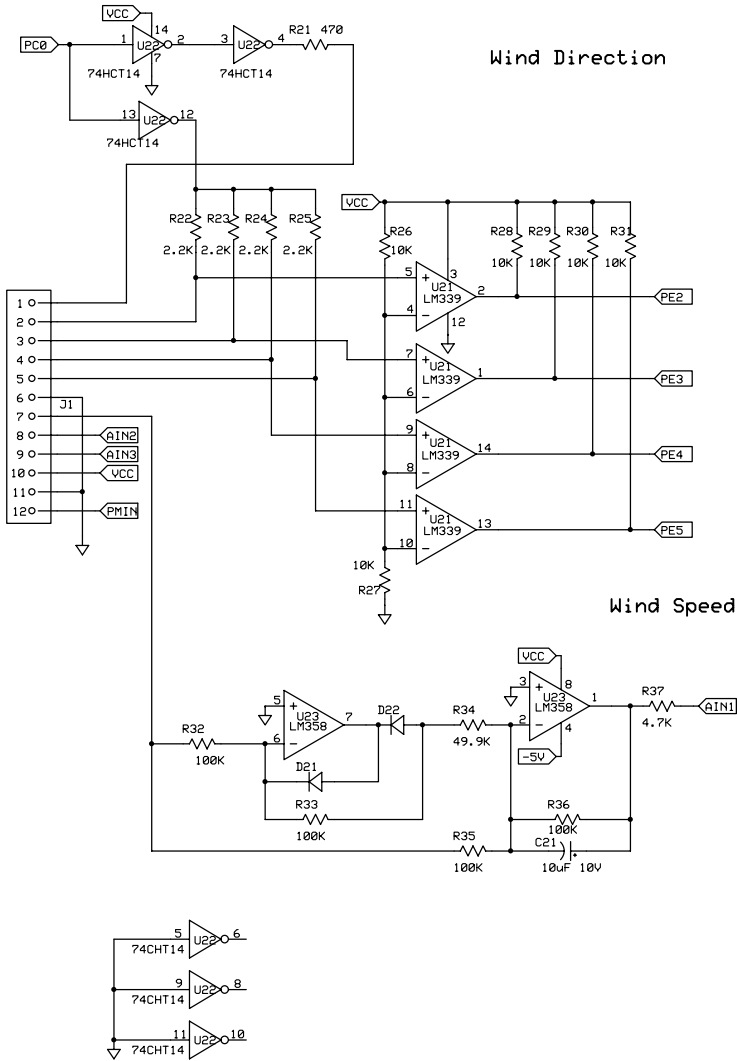 VCC
14
PC0
1
U22
2
3
U22
4
R21 470
7
74HCT14
74HCT14
Wind Direction
13
U22
12
74HCT14
VCC
R22
R23
R24
R25
2.2K
2.2K
2.2K
2.2K
R26
10K
R28
R29
R30
R31
10K
10K
10K
10K
5
+
3
U21
LM339
2
PE2
4
−
12
1
2
3
4
5
6
7
8
9
10
11
12
J1
AIN2
AIN3
VCC
PMIN
7
+
U21
LM339
1
PE3
6
−
9
+
U21
LM339
14
PE4
8
−
11
+
U21
LM339
13
PE5
10
−
10K
R27
Wind Speed
VCC
8
3
+
U23
LM358
1
R37
4.7K
AIN1
2
−
4
-5V
5
+
U23
LM358
7
6
−
D22
R34
49.9K
R32
100K
D21
R33
100K
R36
100K
C21
+
10uF 10V
R35
100K
5
U22
6
74CHT14
9
U22
8
74CHT14
11
U22
10
74CHT14